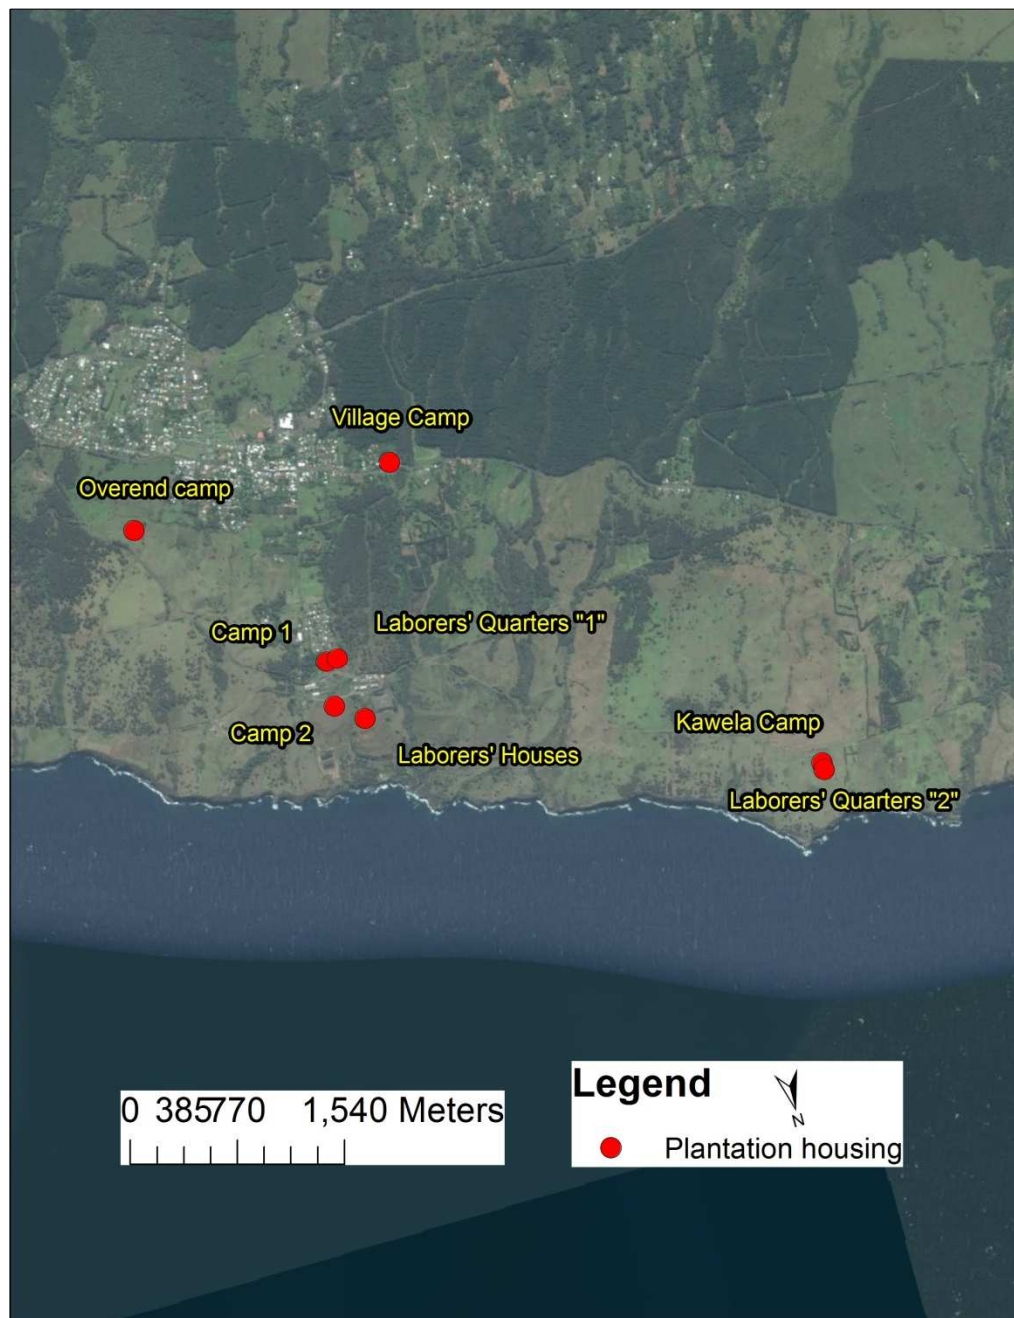 Village Camp
Overend camp
Laborers' Quarters "1"
Camp 1
Kawela Camp
Camp 2
Laborers' Houses
Laborers' Quarters "2"
Legend
N
Plantation housing
0 385770 1,540 Meters